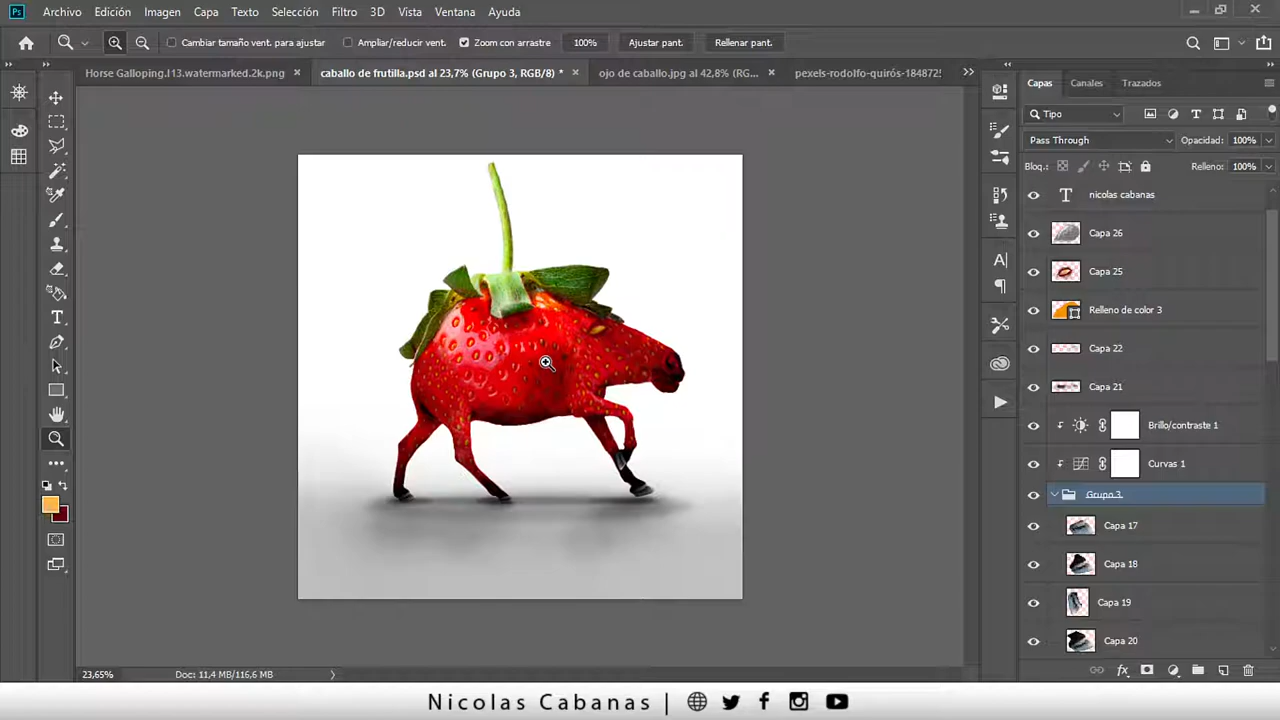 Ps Archivo Edición Imagen Capa Texto Selección Filtro 3D Vista Ventana Ayuda
Cambiar tamaño vent. para ajustar Ampliar/reducir vent. Zoom con arrastre 100% Ajustar pant. Rellenar pant.
Horse Galloping.I13.watermarked.2k.png × caballo de frutilla.psd al 23,7% (Grupo 3, RGB/8) * × ojo de caballo.jpg al 42,8% (RG... × pexels-rodolfo-quirós-184872! »
Capas Canales Trazados
Tipo
Pass Through Opacidad: 100%
Bloq.: Relleno: 100%
nicolas cabanas
Capa 26
Capa 25
Relleno de color 3
Capa 22
Capa 21
Brillo/contraste 1
Curvas 1
Grupo 3
Capa 17
Capa 18
Capa 19
Capa 20
23,65% Doc: 11,4 MB/116,6 MB
Nicolas Cabanas |